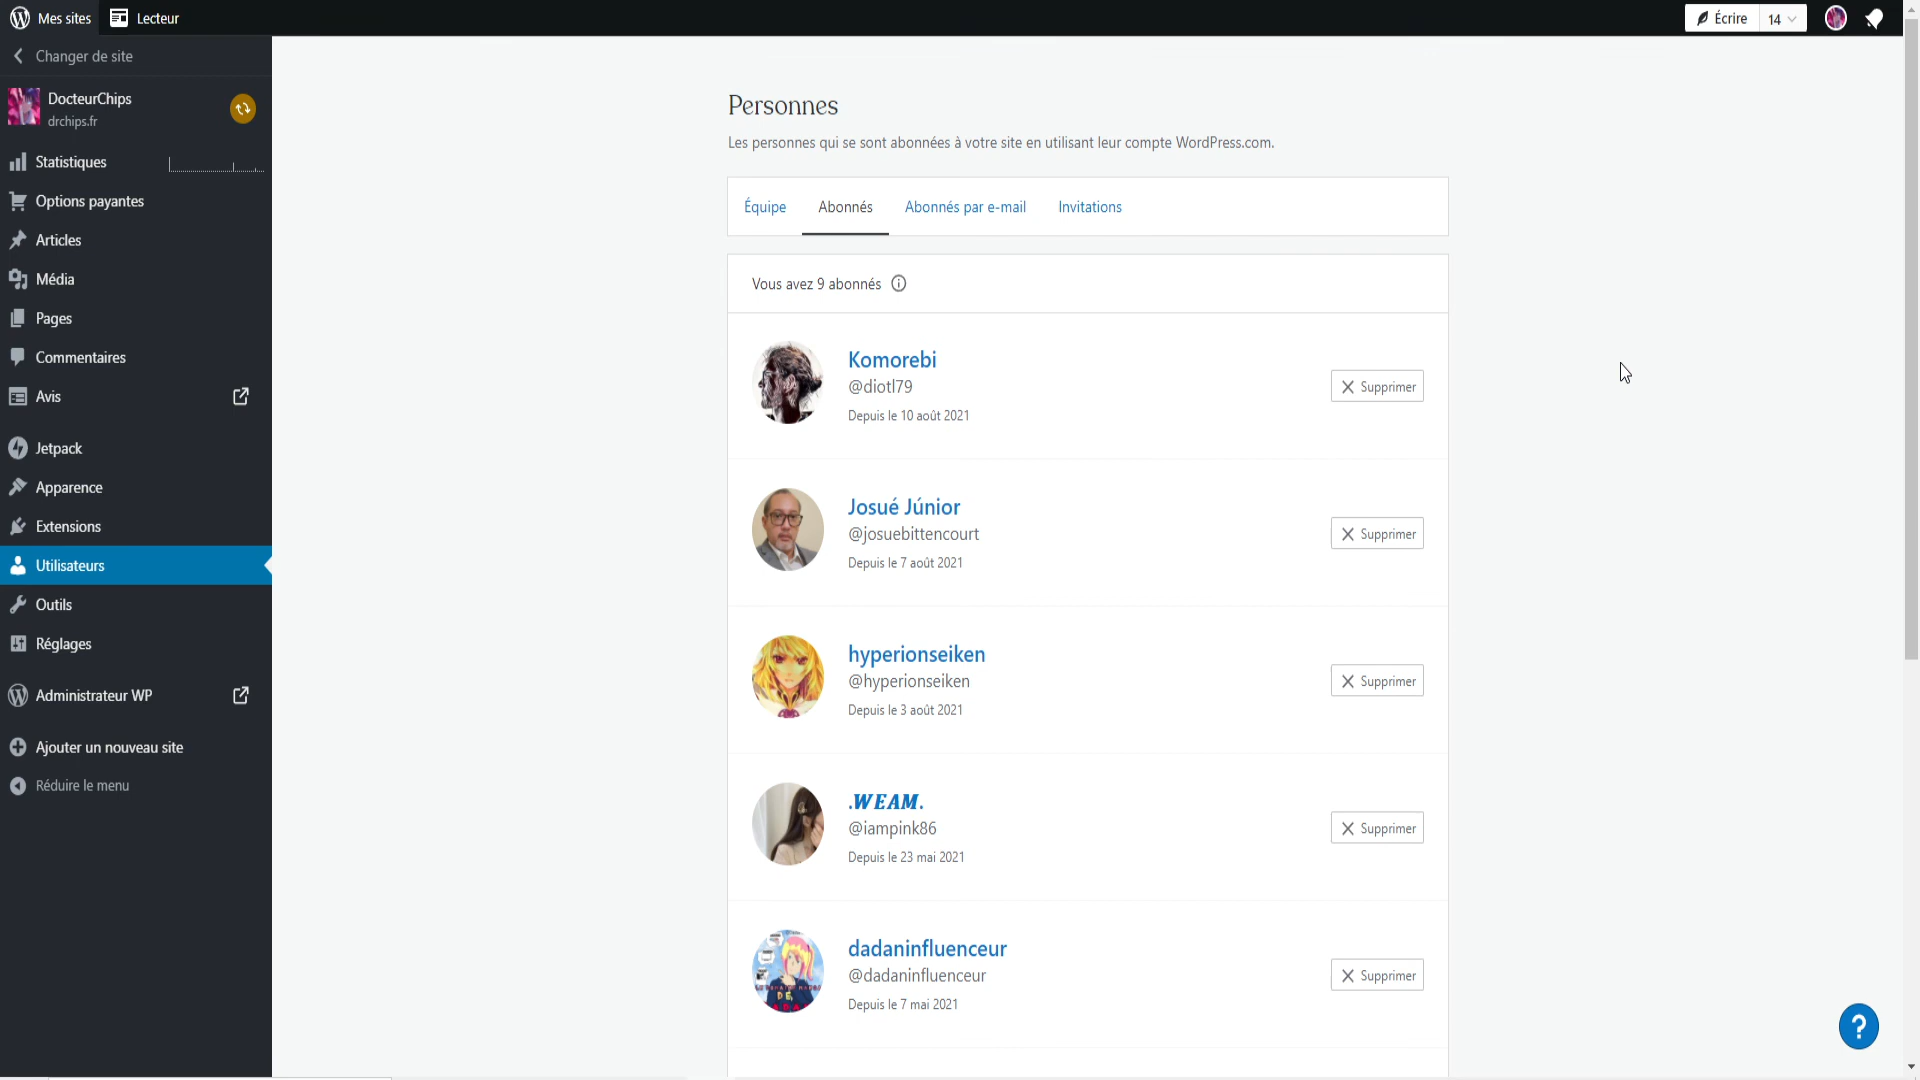 Mes sites
Lecteur
Écrire
14
Changer de site
DocteurChips
drchips.fr
Statistiques
Options payantes
Articles
Média
Pages
Commentaires
Avis
Jetpack
Apparence
Extensions
Utilisateurs
Outils
Réglages
Administrateur WP
Ajouter un nouveau site
Réduire le menu
Personnes
Les personnes qui se sont abonnées à votre site en utilisant leur compte WordPress.com.
Équipe
Abonnés
Abonnés par e-mail
Invitations
Vous avez 9 abonnés
Komorebi
@diotl79
Depuis le 10 août 2021
Supprimer
Josué Júnior
@josuebittencourt
Depuis le 7 août 2021
Supprimer
hyperionseiken
@hyperionseiken
Depuis le 3 août 2021
Supprimer
.WEAM.
@iampink86
Depuis le 23 mai 2021
Supprimer
dadaninfluenceur
@dadaninfluenceur
Depuis le 7 mai 2021
Supprimer
?